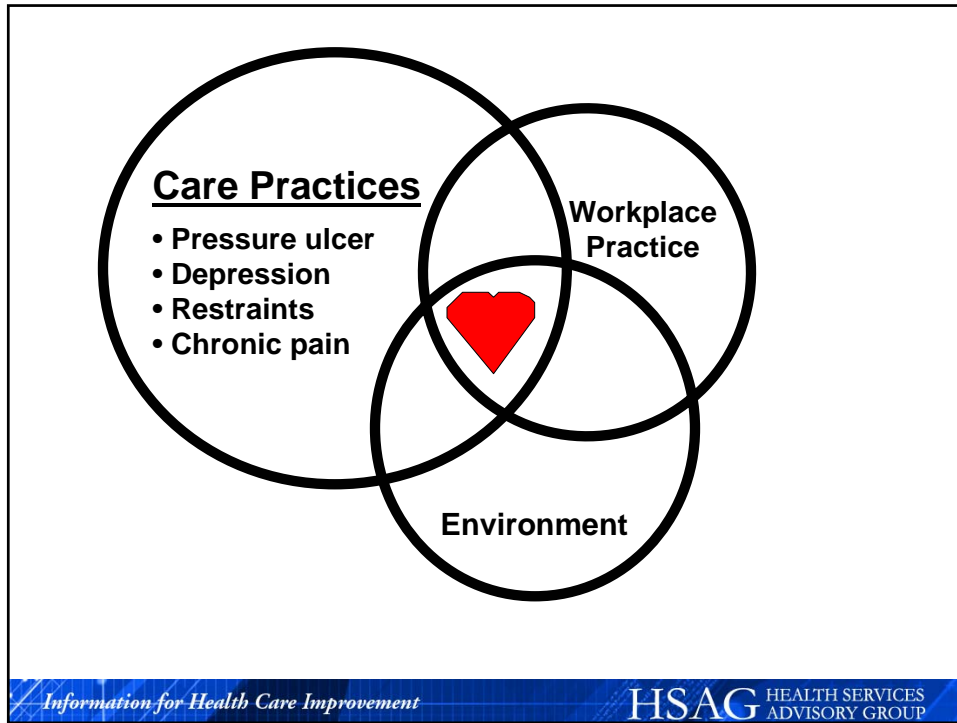 Care Practices
• Pressure ulcer
• Depression
• Restraints
• Chronic pain
Workplace
Practice
Environment
Information for Health Care Improvement
HSAG HEALTH SERVICES
ADVISORY GROUP